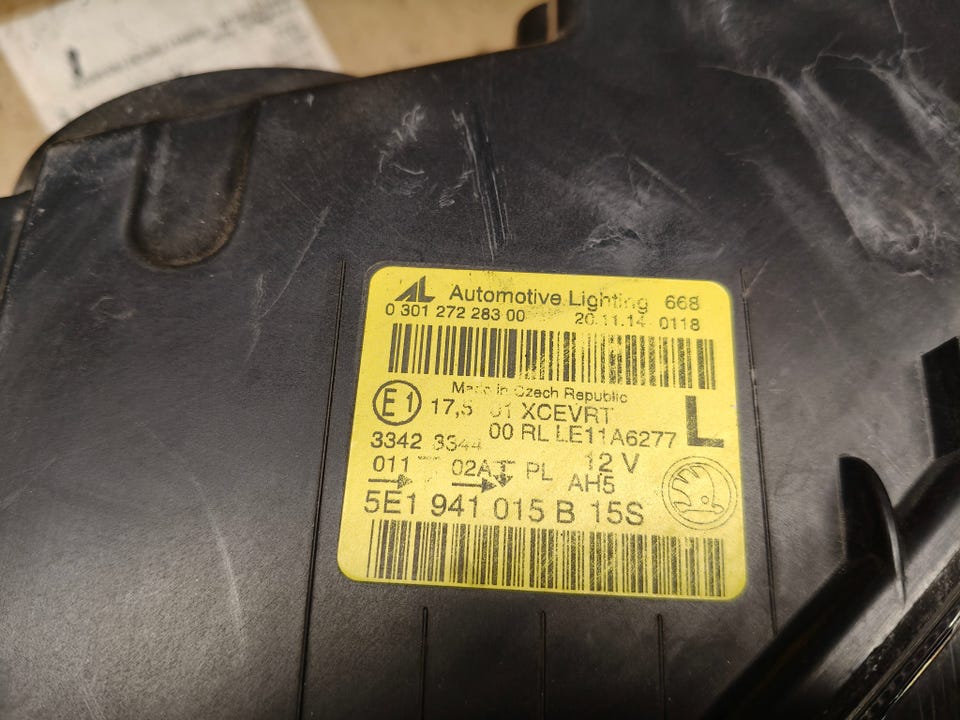 AL Automotive Lighting 668
0 301 272 283 00 20.11.14 0118
Made in Czech Republic
E1 17,5 01 XCEVRT L
00 RL LE11A6277
3342 3344 12 V
011 02A PL AH5
5E1 941 015 B 15S